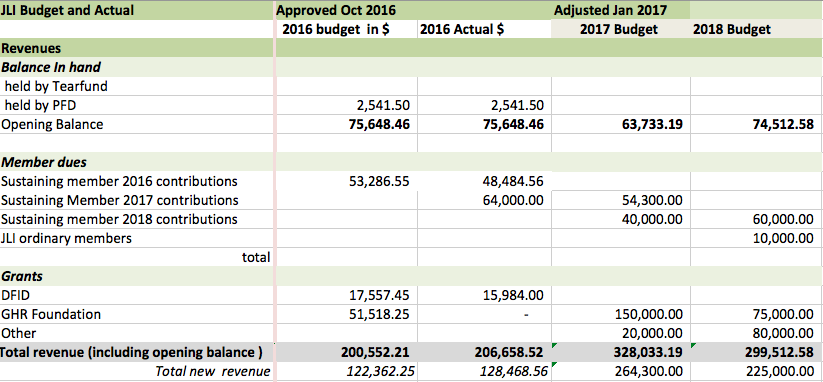 JLI Budget and Actual Approved Oct 2016 Adjusted Jan 2017
2016 budget in $ 2016 Actual $ 2017 Budget 2018 Budget
Revenues
Balance in hand
held by Tearfund
held by PFD 2,541.50 2,541.50
Opening Balance 75,648.46 75,648.46 63,733.19 74,512.58
Member dues
Sustaining member 2016 contributions 53,286.55 48,484.56
Sustaining Member 2017 contributions 64,000.00 54,300.00
Sustaining member 2018 contributions 40,000.00 60,000.00
JLI ordinary members 10,000.00
total
Grants
DFID 17,557.45 15,984.00
GHR Foundation 51,518.25 - 150,000.00 75,000.00
Other 20,000.00 80,000.00
Total revenue (including opening balance ) 200,552.21 206,658.52 328,033.19 299,512.58
Total new revenue 122,362.25 128,468.56 264,300.00 225,000.00